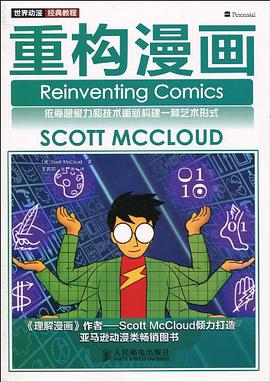 世界动漫 经典教程
Perennial
重构漫画
Reinventing Comics
依靠想象力和技术重新构建一种艺术形式
SCOTT MCCLOUD
[美] Scott McCloud 著
《理解漫画》作者——Scott McCloud倾力打造
亚马逊动漫类畅销图书
人民邮电出版社